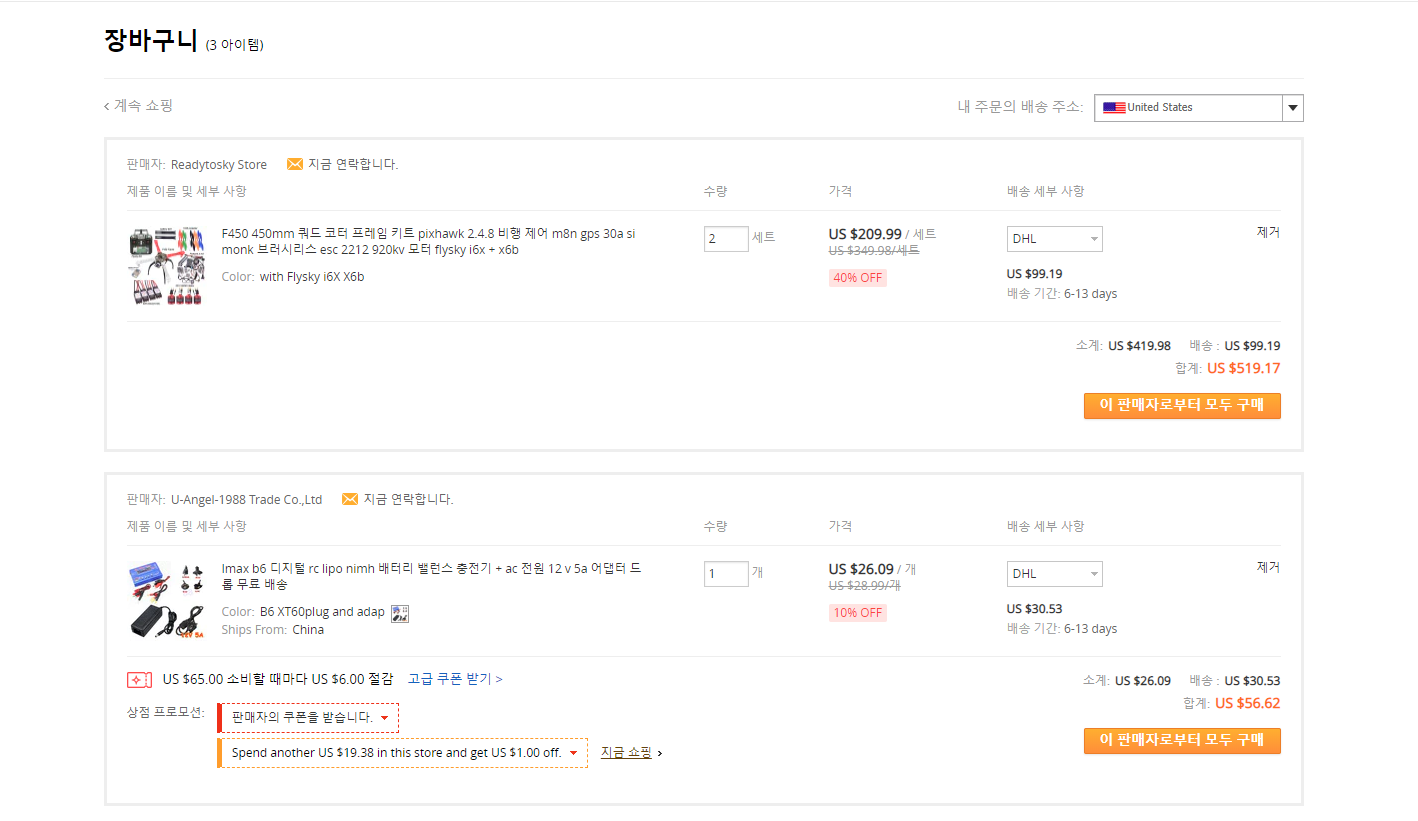 장바구니 (3 아이템)
‹ 계속 쇼핑
내 주문의 배송 주소: United States
판매자: Readytosky Store 지금 연락합니다.
제품 이름 및 세부 사항 수량 가격 배송 세부 사항
F450 450mm 쿼드 코터 프레임 키트 pixhawk 2.4.8 비행 제어 m8n gps 30a si
monk 브러시리스 esc 2212 920kv 모터 flysky i6x + x6b
Color: with Flysky i6X X6b
2 세트
US $209.99 / 세트
US $349.98/세트
40% OFF
DHL
US $99.19
배송 기간: 6-13 days
제거
소계: US $419.98 배송 : US $99.19
합계: US $519.17
이 판매자로부터 모두 구매
판매자: U-Angel-1988 Trade Co.,Ltd 지금 연락합니다.
제품 이름 및 세부 사항 수량 가격 배송 세부 사항
Imax b6 디지털 rc lipo nimh 배터리 밸런스 충전기 + ac 전원 12 v 5a 어댑터 드
롭 무료 배송
Color: B6 XT60plug and adap
Ships From: China
12V 5A
1 개
US $26.09 / 개
US $28.99/개
10% OFF
DHL
US $30.53
배송 기간: 6-13 days
제거
US $65.00 소비할 때마다 US $6.00 절감 고급 쿠폰 받기 >
상점 프로모션: 판매자의 쿠폰을 받습니다.
Spend another US $19.38 in this store and get US $1.00 off. 지금 쇼핑 ›
소계: US $26.09 배송 : US $30.53
합계: US $56.62
이 판매자로부터 모두 구매